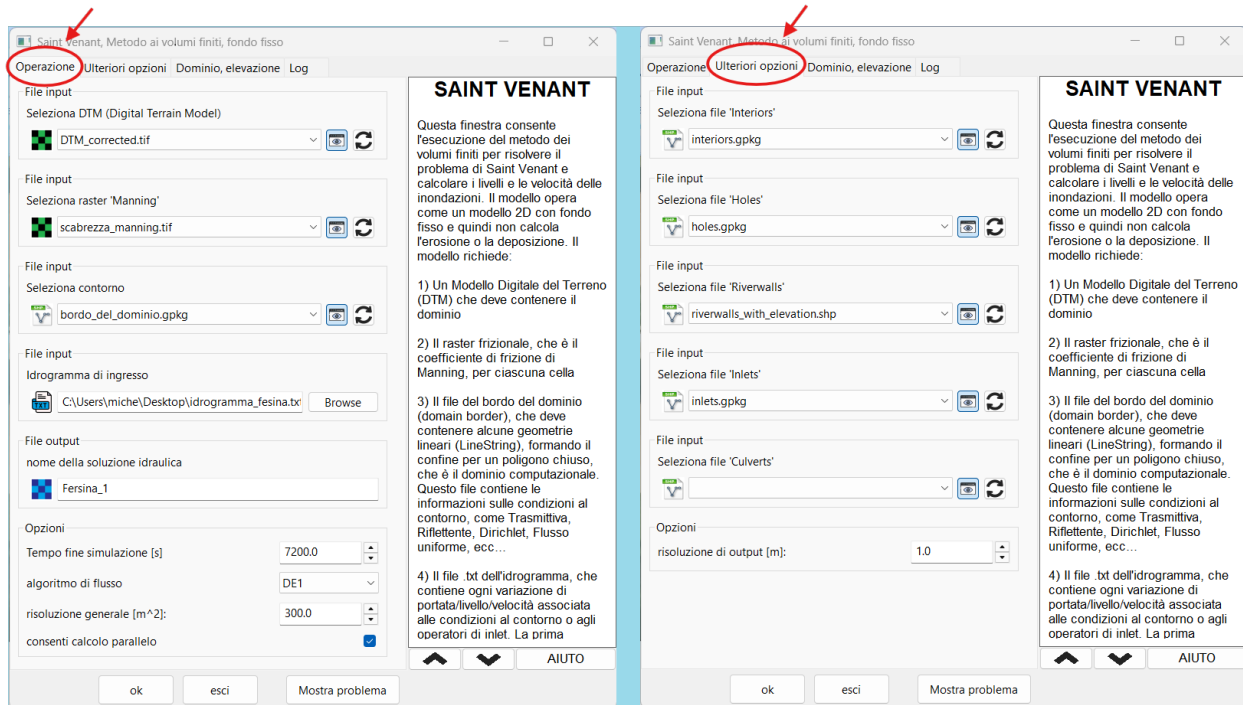 Saint Venant, Metodo ai volumi finiti, fondo fisso
Operazione Ulteriori opzioni Dominio, elevazione Log
File input
Seleziona DTM (Digital Terrain Model)
DTM_corrected.tif
File input
Seleziona raster 'Manning'
scabrezza_manning.tif
File input
Seleziona contorno
bordo_del_dominio.gpkg
File input
Idrogramma di ingresso
TXT
C:\Users\miche\Desktop\idrogramma_fesina.txt Browse
File output
nome della soluzione idraulica
Fersina_1
Opzioni
Tempo fine simulazione [s] 7200.0
algoritmo di flusso DE1
risoluzione generale [m^2]: 300.0
consenti calcolo parallelo
ok esci Mostra problema
SAINT VENANT
Questa finestra consente
l'esecuzione del metodo dei
volumi finiti per risolvere il
problema di Saint Venant e
calcolare i livelli e le velocità delle
inondazioni. Il modello opera
come un modello 2D con fondo
fisso e quindi non calcola
l'erosione o la deposizione. Il
modello richiede:
1) Un Modello Digitale del Terreno
(DTM) che deve contenere il
dominio
2) Il raster frizionale, che è il
coefficiente di frizione di
Manning, per ciascuna cella
3) Il file del bordo del dominio
(domain border), che deve
contenere alcune geometrie
lineari (LineString), formando il
confine per un poligono chiuso,
che è il dominio computazionale.
Questo file contiene le
informazioni sulle condizioni al
contorno, come Trasmittiva,
Riflettente, Dirichlet, Flusso
uniforme, ecc...
4) Il file .txt dell'idrogramma, che
contiene ogni variazione di
portata/livello/velocità associata
alle condizioni al contorno o agli
operatori di inlet. La prima
AIUTO
Saint Venant, Metodo ai volumi finiti, fondo fisso
Operazione Ulteriori opzioni Dominio, elevazione Log
File input
Seleziona file 'Interiors'
interiors.gpkg
File input
Seleziona file 'Holes'
holes.gpkg
File input
Seleziona file 'Riverwalls'
riverwalls_with_elevation.shp
File input
Seleziona file 'Inlets'
inlets.gpkg
File input
Seleziona file 'Culverts'
Opzioni
risoluzione di output [m]: 1.0
ok esci Mostra problema
SAINT VENANT
Questa finestra consente
l'esecuzione del metodo dei
volumi finiti per risolvere il
problema di Saint Venant e
calcolare i livelli e le velocità delle
inondazioni. Il modello opera
come un modello 2D con fondo
fisso e quindi non calcola
l'erosione o la deposizione. Il
modello richiede:
1) Un Modello Digitale del Terreno
(DTM) che deve contenere il
dominio
2) Il raster frizionale, che è il
coefficiente di frizione di
Manning, per ciascuna cella
3) Il file del bordo del dominio
(domain border), che deve
contenere alcune geometrie
lineari (LineString), formando il
confine per un poligono chiuso,
che è il dominio computazionale.
Questo file contiene le
informazioni sulle condizioni al
contorno, come Trasmittiva,
Riflettente, Dirichlet, Flusso
uniforme, ecc...
4) Il file .txt dell'idrogramma, che
contiene ogni variazione di
portata/livello/velocità associata
alle condizioni al contorno o agli
operatori di inlet. La prima
AIUTO